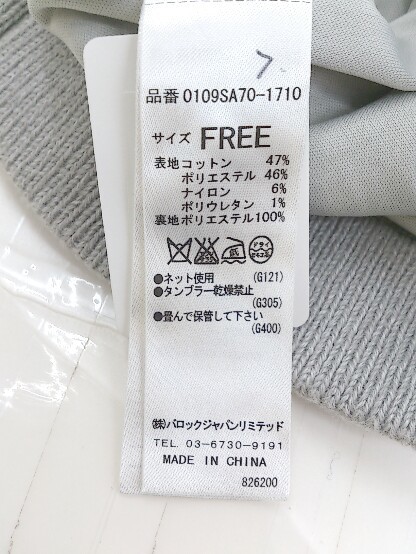 7
品番 0109SA70-1710
サイズ FREE
表地コットン 47%
ポリエステル 46%
ナイロン 6%
ポリウレタン 1%
裏地ポリエステル100%
ドライ
●ネット使用 (G121)
●タンブラー乾燥禁止
(G305)
●畳んで保管して下さい
(G400)
㈱バロックジャパンリミテッド
TEL. 03-6730-9191
MADE IN CHINA
826200